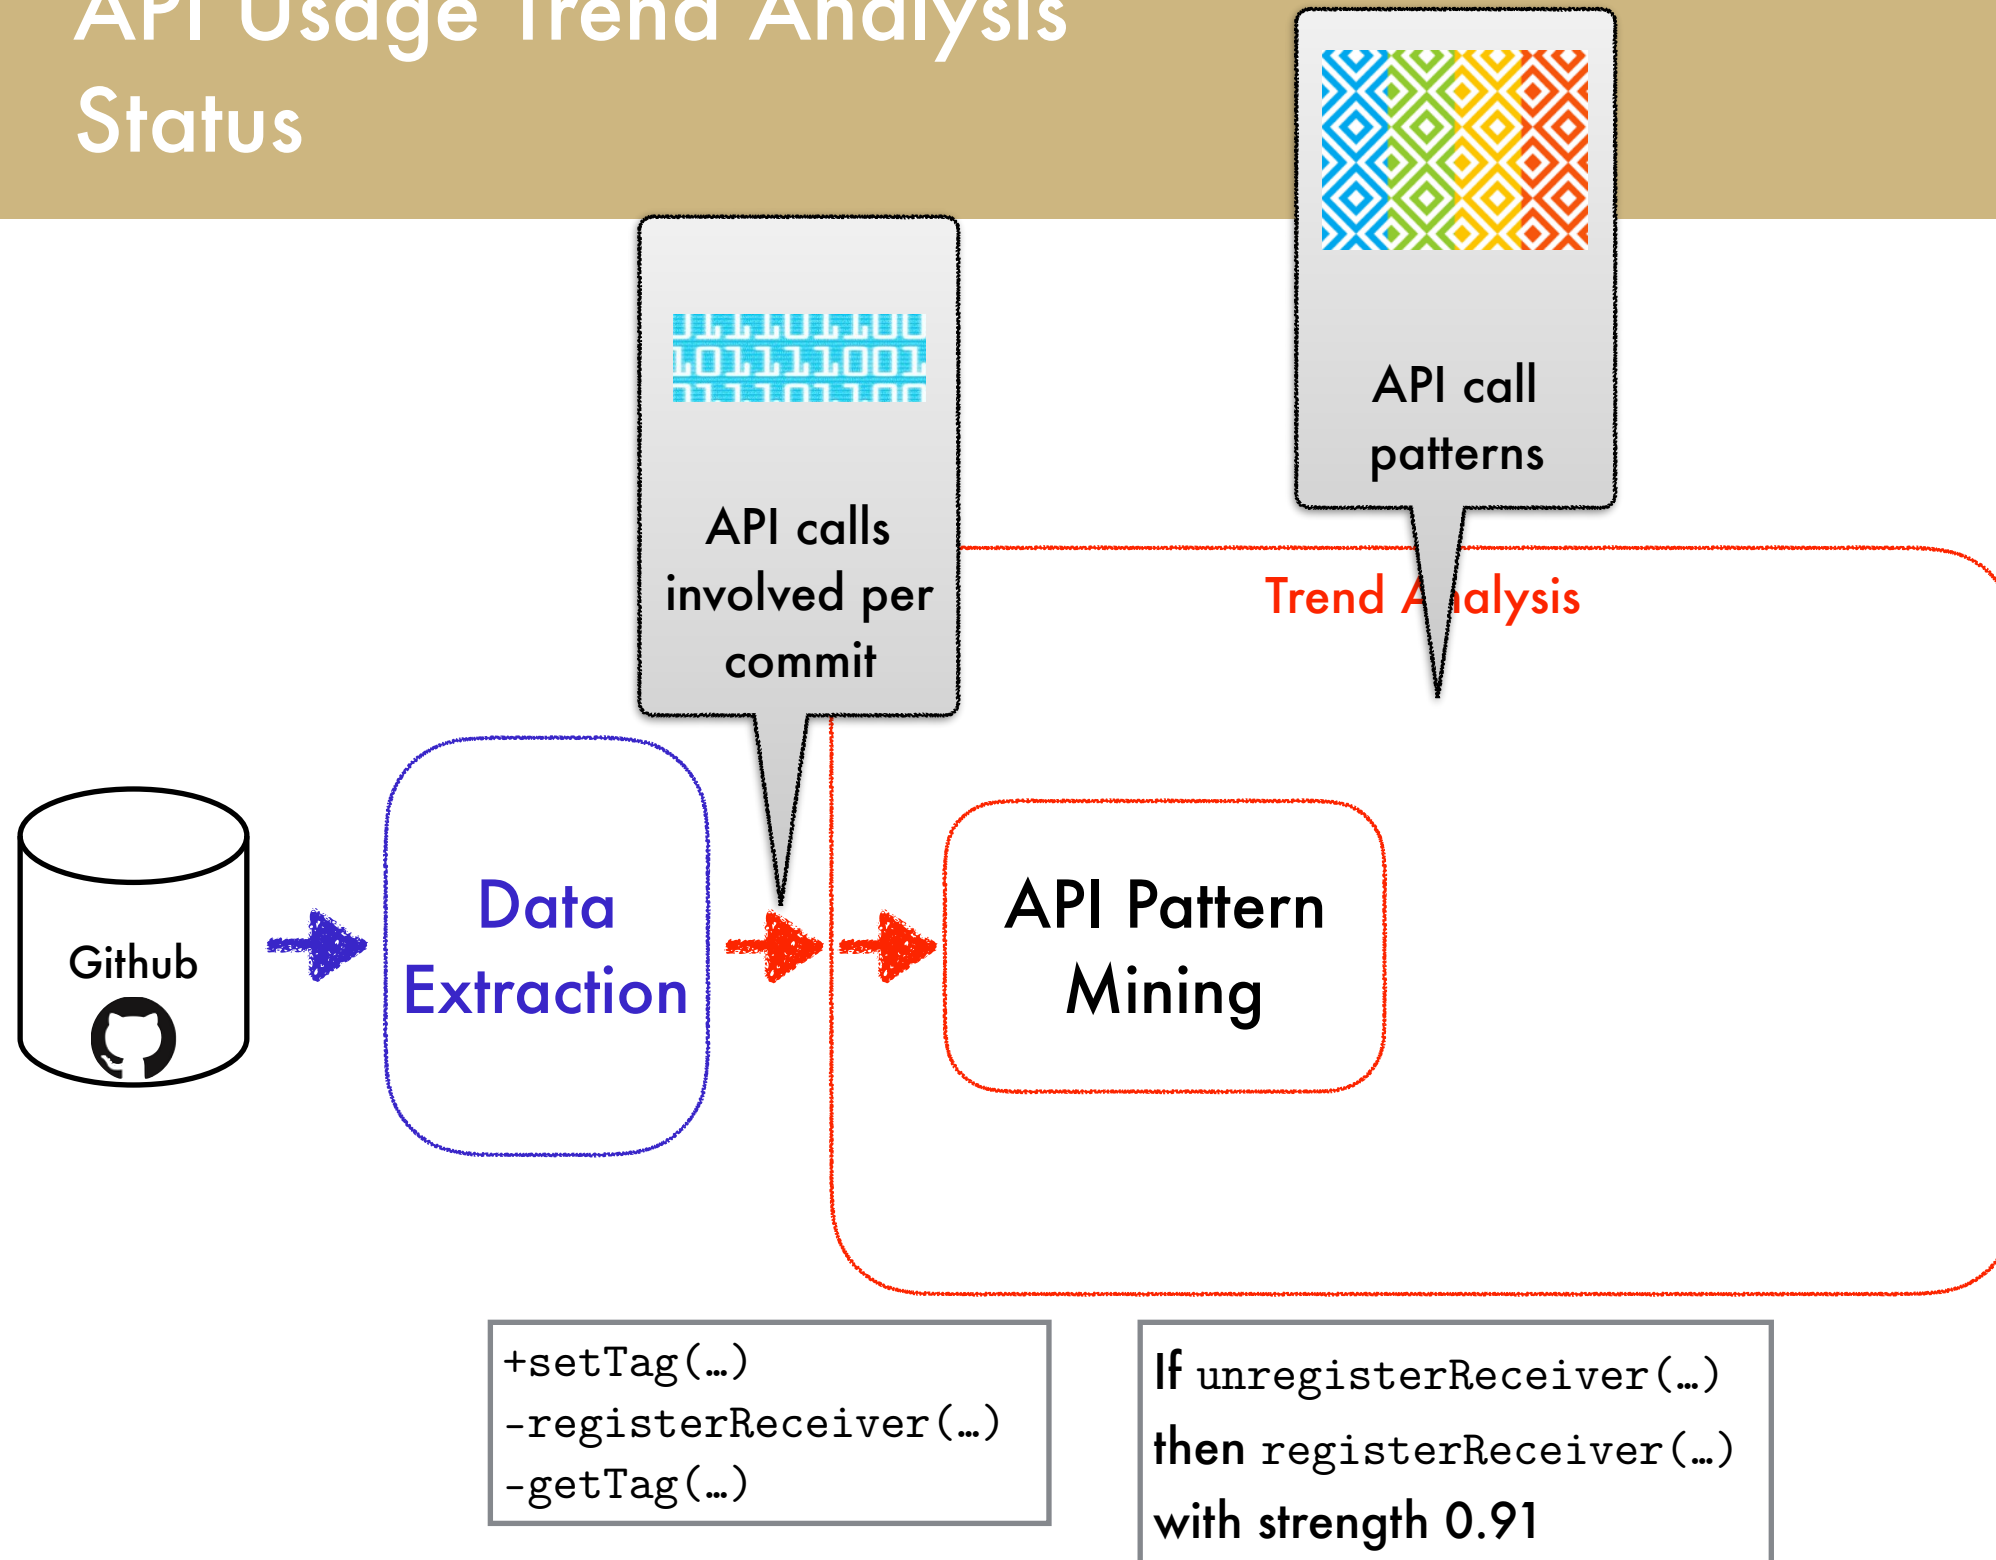 API Usage Trend Analysis
Status
API call
patterns
API calls
involved per
commit
Trend Analysis
Github
Data
Extraction
API Pattern
Mining
+setTag(…)
-registerReceiver(…)
-getTag(…)
If unregisterReceiver(…)
then registerReceiver(…)
with strength 0.91